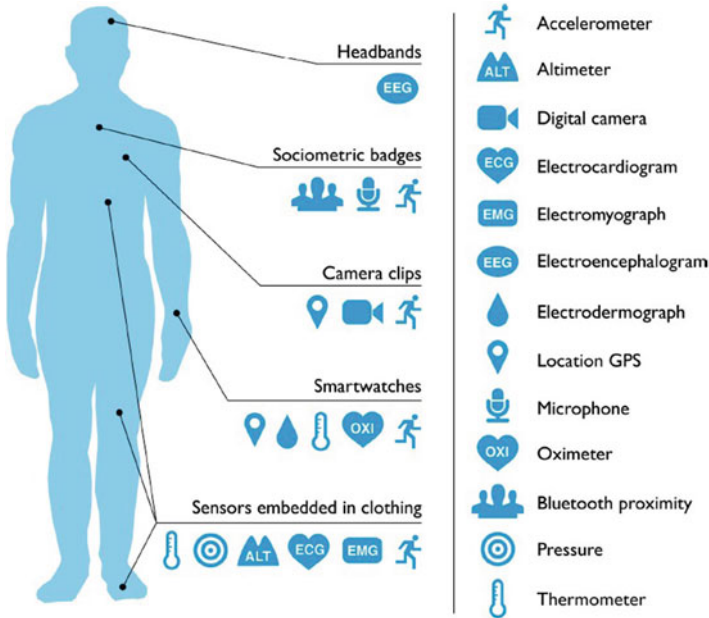 Headbands
EEG
Sociometric badges
Camera clips
Smartwatches
OXI
Sensors embedded in clothing
ALT ECG EMG
Accelerometer
ALT Altimeter
Digital camera
ECG Electrocardiogram
EMG Electromyograph
EEG Electroencephalogram
Electrodermograph
Location GPS
Microphone
OXI Oximeter
Bluetooth proximity
Pressure
Thermometer